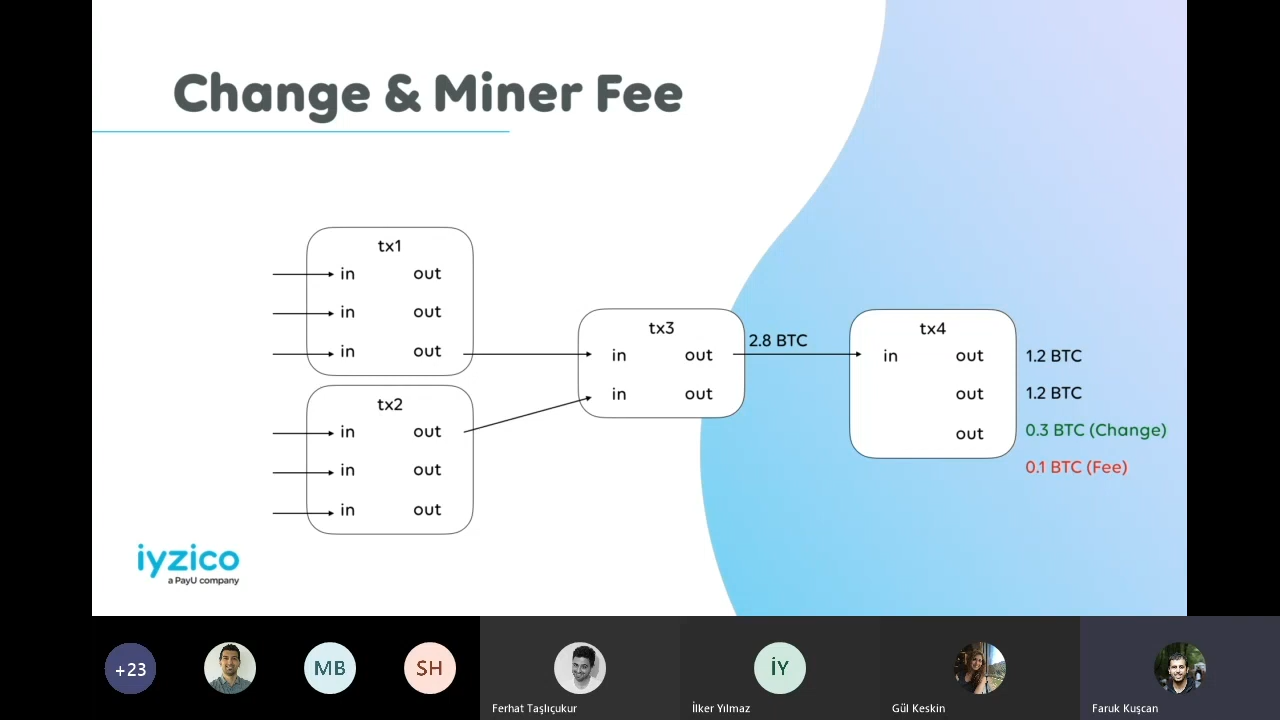 Change & Miner Fee
tx1
in out
in out
in out
tx2
in out
in out
in out
tx3
in out
in out
2.8 BTC
tx4
in out
out
out
1.2 BTC
1.2 BTC
0.3 BTC (Change)
0.1 BTC (Fee)
iyzico
a PayU company
+23
MB
SH
İY
Ferhat Taşlıçukur
İlker Yılmaz
Gül Keskin
Faruk Kuşcan